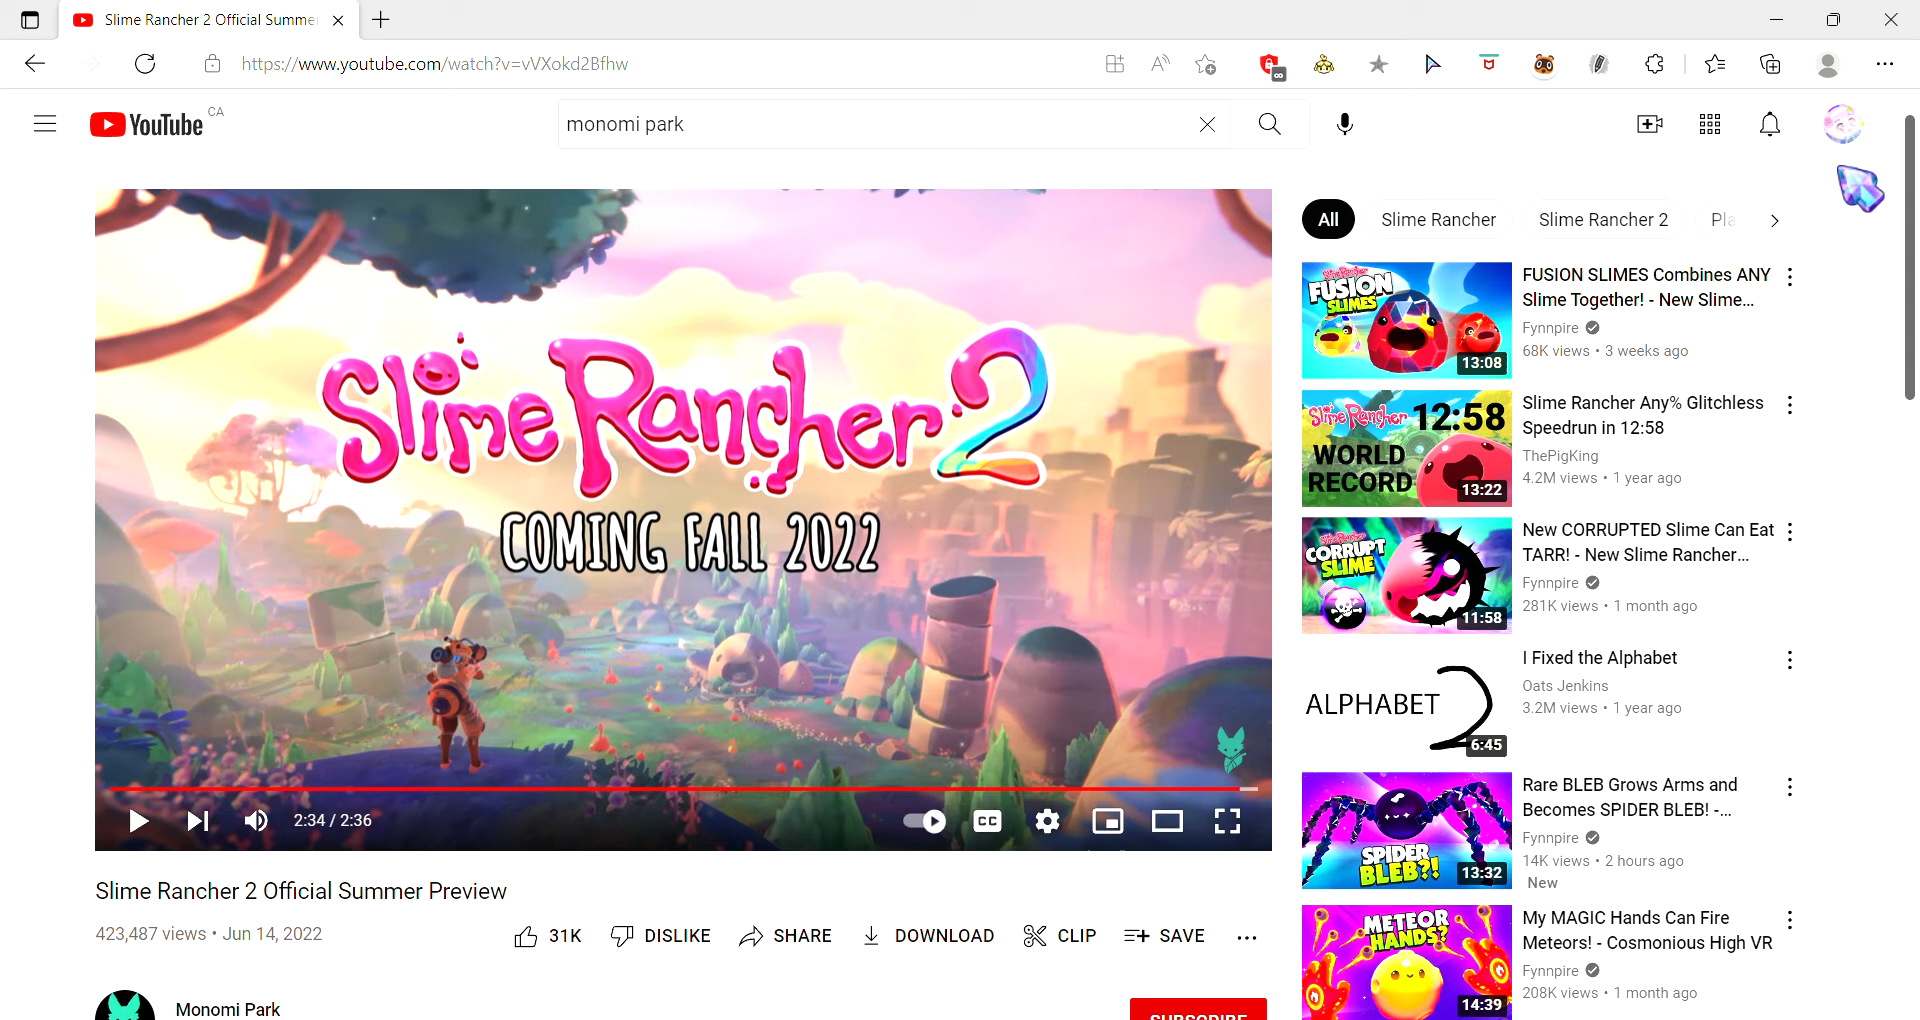 Slime Rancher 2 Official Summe
https://www.youtube.com/watch?v=vVXokd2Bfhw
YouTube CA
monomi park
Slime Rancher 2
COMING FALL 2022
2:34 / 2:36
CC
Slime Rancher 2 Official Summer Preview
423,487 views • Jun 14, 2022
31K DISLIKE SHARE DOWNLOAD CLIP SAVE
Monomi Park
SUBSCRIBE
All Slime Rancher Slime Rancher 2 Pla
Slime Rancher
FUSION
SLIMES
13:08
FUSION SLIMES Combines ANY
Slime Together! - New Slime...
Fynnpire
68K views • 3 weeks ago
Slime Rancher 12:58
WORLD
RECORD
13:22
Slime Rancher Any% Glitchless
Speedrun in 12:58
ThePigKing
4.2M views • 1 year ago
Slime Rancher
CORRUPT
SLIME
11:58
New CORRUPTED Slime Can Eat
TARR! - New Slime Rancher...
Fynnpire
281K views • 1 month ago
ALPHABET 2
6:45
I Fixed the Alphabet
Oats Jenkins
3.2M views • 1 year ago
SPIDER
BLEB?!
13:32
Rare BLEB Grows Arms and
Becomes SPIDER BLEB! -...
Fynnpire
14K views • 2 hours ago
New
METEOR
HANDS?
14:39
My MAGIC Hands Can Fire
Meteors! - Cosmonious High VR
Fynnpire
208K views • 1 month ago